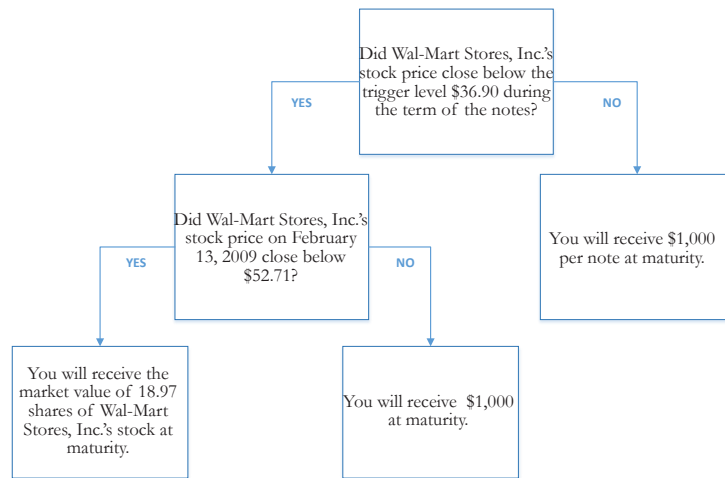 Did Wal-Mart Stores, Inc.'s
stock price close below the
trigger level $36.90 during
the term of the notes?
YES
NO
Did Wal-Mart Stores, Inc.'s
stock price on February
13, 2009 close below
$52.71?
You will receive $1,000
per note at maturity.
YES
NO
You will receive the
market value of 18.97
shares of Wal-Mart
Stores, Inc.'s stock at
maturity.
You will receive $1,000
at maturity.